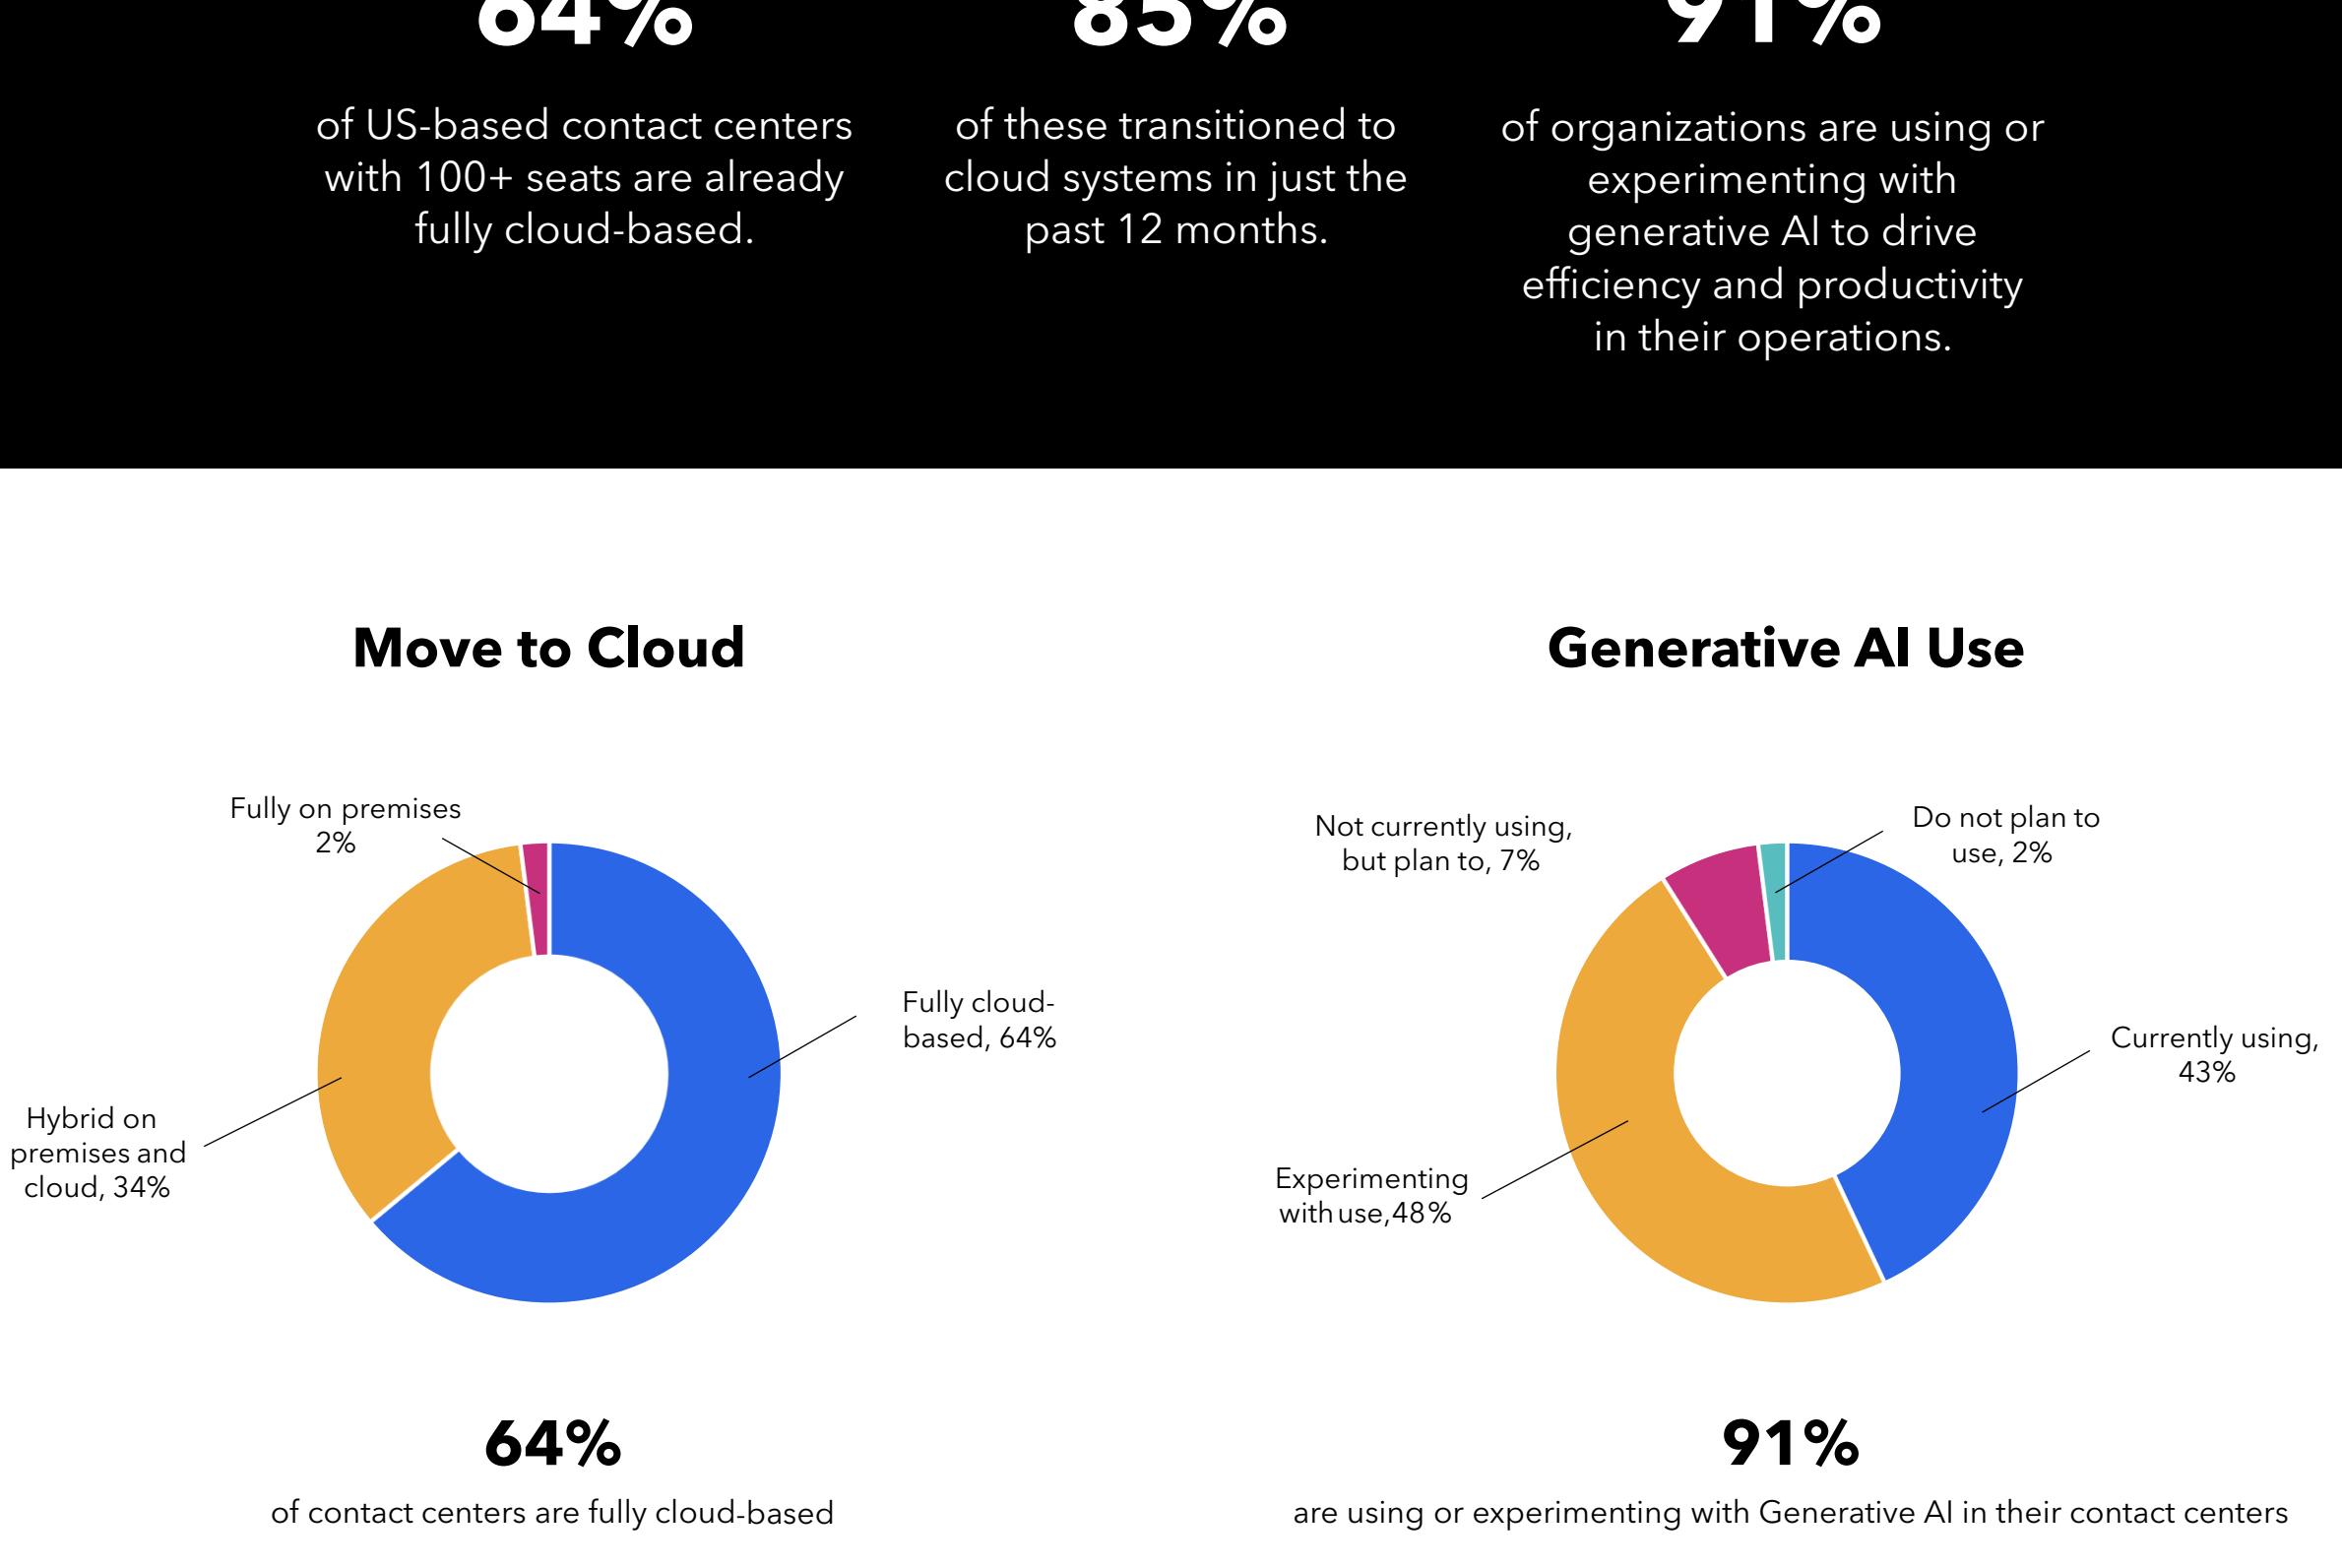 64%
of US-based contact centers
with 100+ seats are already
fully cloud-based.
85%
of these transitioned to
cloud systems in just the
past 12 months.
91%
of organizations are using or
experimenting with
generative AI to drive
efficiency and productivity
in their operations.
Move to Cloud
Fully on premises
2%
Fully cloud-
based, 64%
Hybrid on
premises and
cloud, 34%
64%
of contact centers are fully cloud-based
Generative AI Use
Not currently using,
but plan to, 7%
Do not plan to
use, 2%
Currently using,
43%
Experimenting
with use, 48%
91%
are using or experimenting with Generative AI in their contact centers